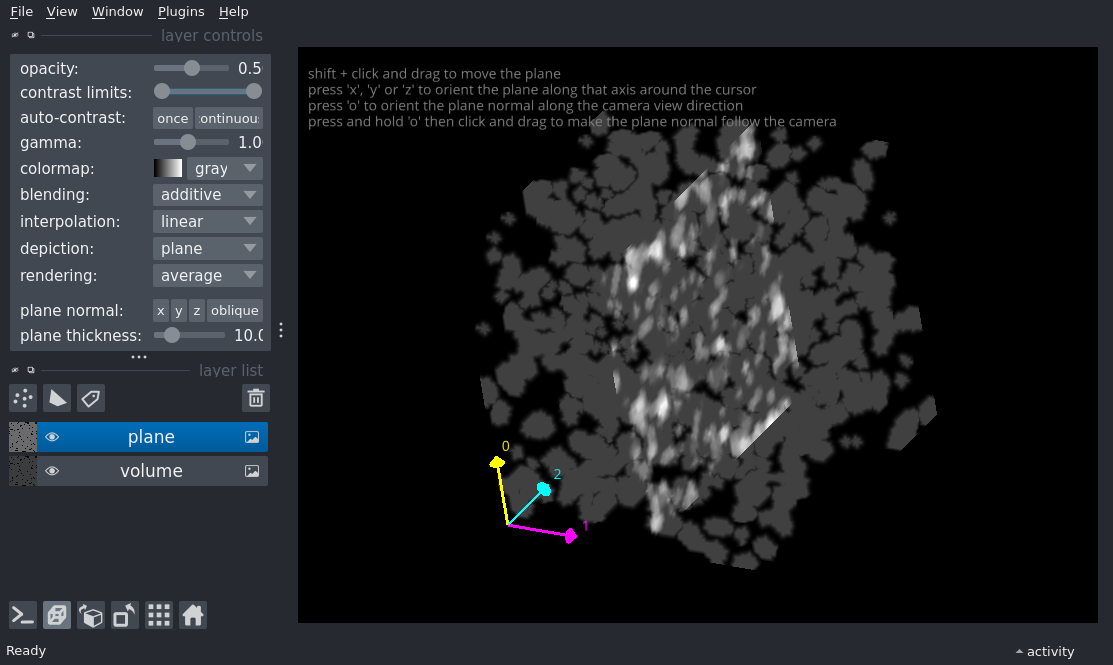 File View Window Plugins Help
layer controls
opacity: 0.5
contrast limits:
auto-contrast: once ontinuou
gamma: 1.0
colormap: gray
blending: additive
interpolation: linear
depiction: plane
rendering: average
plane normal: x y z oblique
plane thickness: 10.0
layer list
plane
volume
Ready
shift + click and drag to move the plane
press 'x', 'y' or 'z' to orient the plane along that axis around the cursor
press 'o' to orient the plane normal along the camera view direction
press and hold 'o' then click and drag to make the plane normal follow the camera
0
2
1
activity